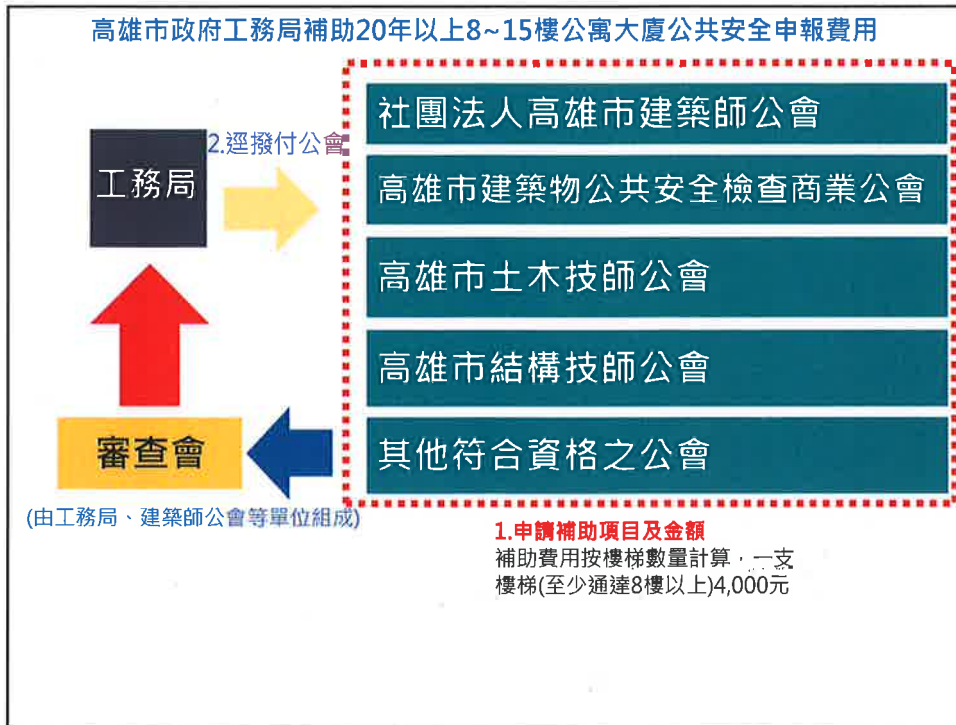 高雄市政府工務局補助20年以上8~15樓公寓大廈公共安全申報費用
社團法人高雄市建築師公會
2.逕撥付公會
工務局
高雄市建築物公共安全檢查商業公會
高雄市土木技師公會
高雄市結構技師公會
審查會
其他符合資格之公會
(由工務局、建築師公會等單位組成)
1.申請補助項目及金額
補助費用按樓梯數量計算，一支
樓梯(至少通達8樓以上)4,000元